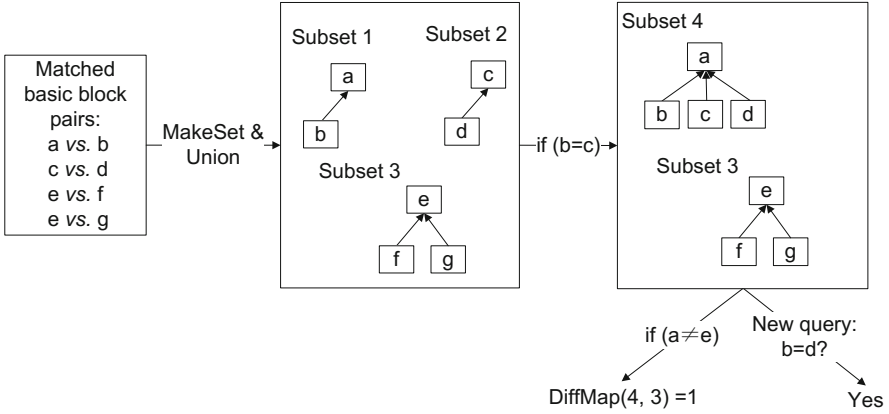 Matched
basic block
pairs:
a vs. b
c vs. d
e vs. f
e vs. g
MakeSet &
Union
Subset 1
a
b
Subset 2
c
d
Subset 3
e
f
g
if (b=c)
Subset 4
a
b
c
d
Subset 3
e
f
g
if (a≠e)
New query:
b=d?
DiffMap(4, 3) =1
Yes